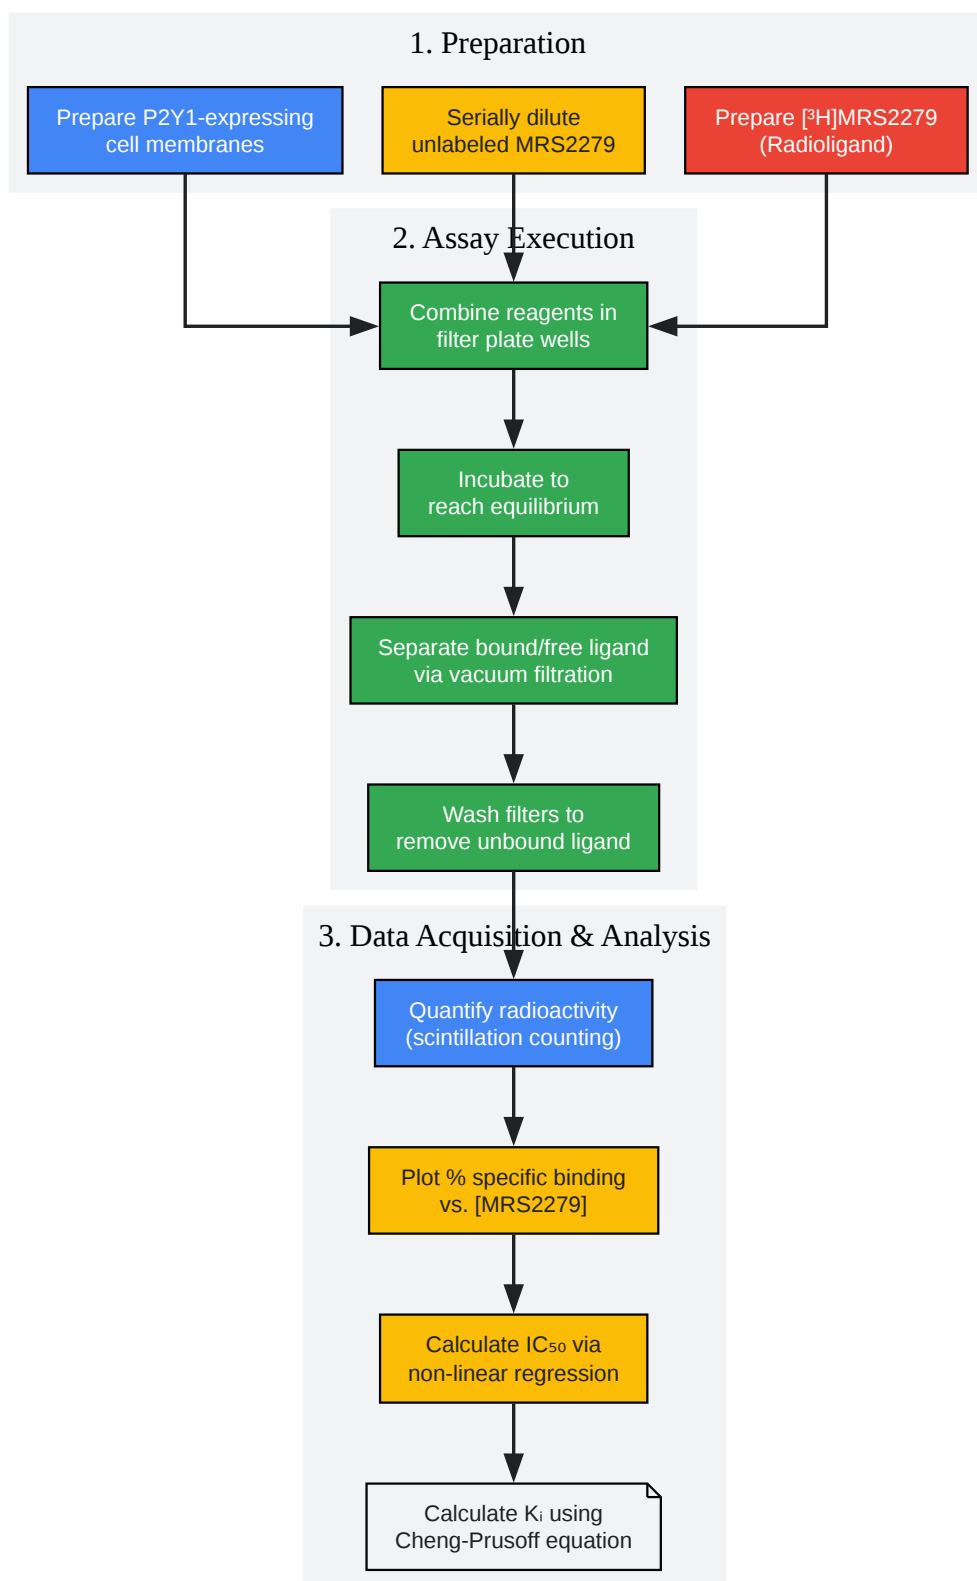 1. Preparation
Prepare P2Y1-expressing
cell membranes
Serially dilute
unlabeled MRS2279
Prepare [³H]MRS2279
(Radioligand)
2. Assay Execution
Combine reagents in
filter plate wells
Incubate to
reach equilibrium
Separate bound/free ligand
via vacuum filtration
Wash filters to
remove unbound ligand
3. Data Acquisition & Analysis
Quantify radioactivity
(scintillation counting)
Plot % specific binding
vs. [MRS2279]
Calculate IC₅₀ via
non-linear regression
Calculate Kᵢ using
Cheng-Prusoff equation